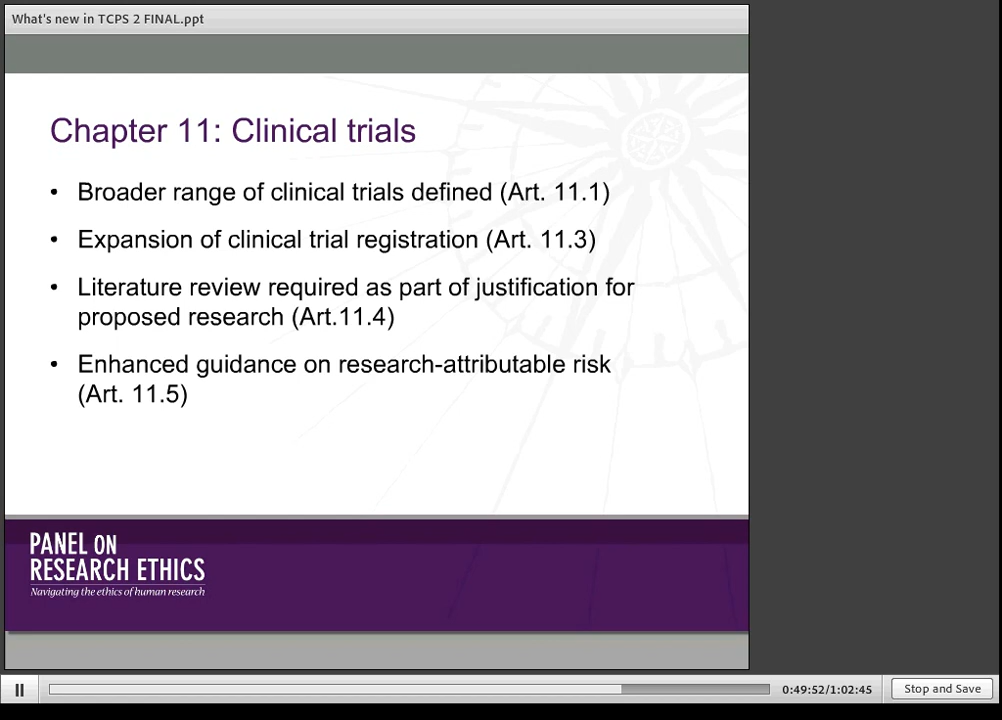 What's new in TCPS 2 FINAL.ppt
Chapter 11: Clinical trials
• Broader range of clinical trials defined (Art. 11.1)
• Expansion of clinical trial registration (Art. 11.3)
• Literature review required as part of justification for
proposed research (Art.11.4)
• Enhanced guidance on research-attributable risk
(Art. 11.5)
PANEL ON
RESEARCH ETHICS
Navigating the ethics of human research
0:49:52/1:02:45
Stop and Save